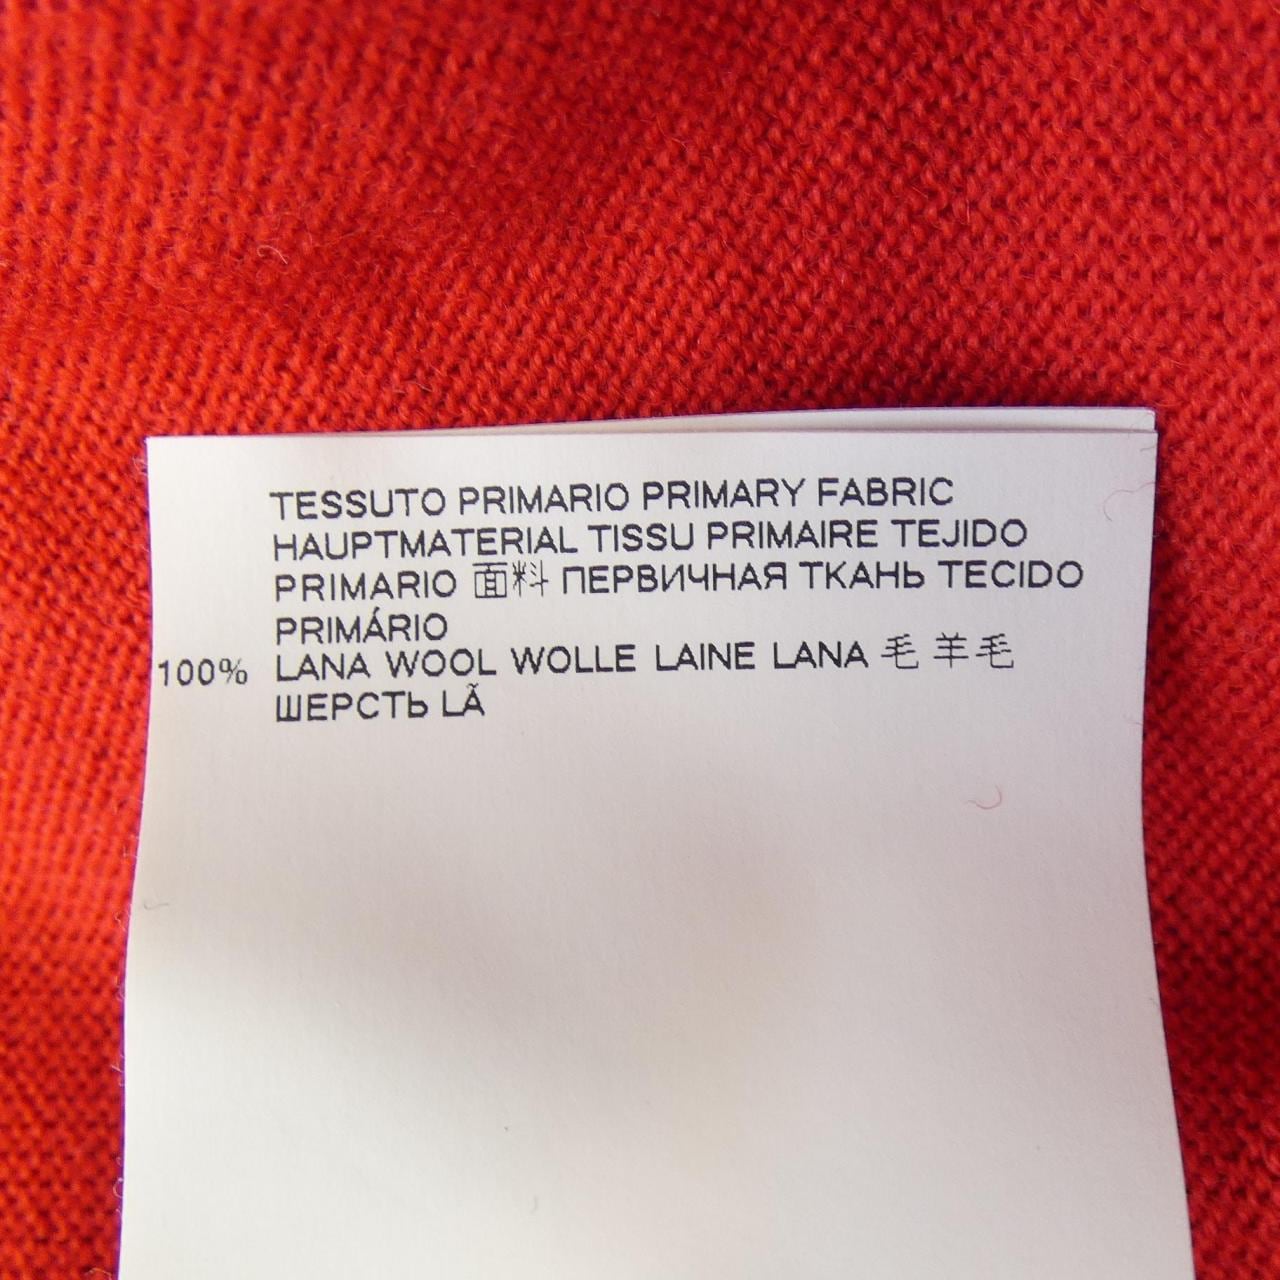 TESSUTO PRIMARIO PRIMARY FABRIC
HAUPTMATERIAL TISSU PRIMAIRE TEJIDO
PRIMARIO 面料 ПЕРВИЧНАЯ ТКАНЬ TECIDO
PRIMÁRIO
100% LANA WOOL WOLLE LAINE LANA 毛 羊毛
ШЕРСТЬ LÃ